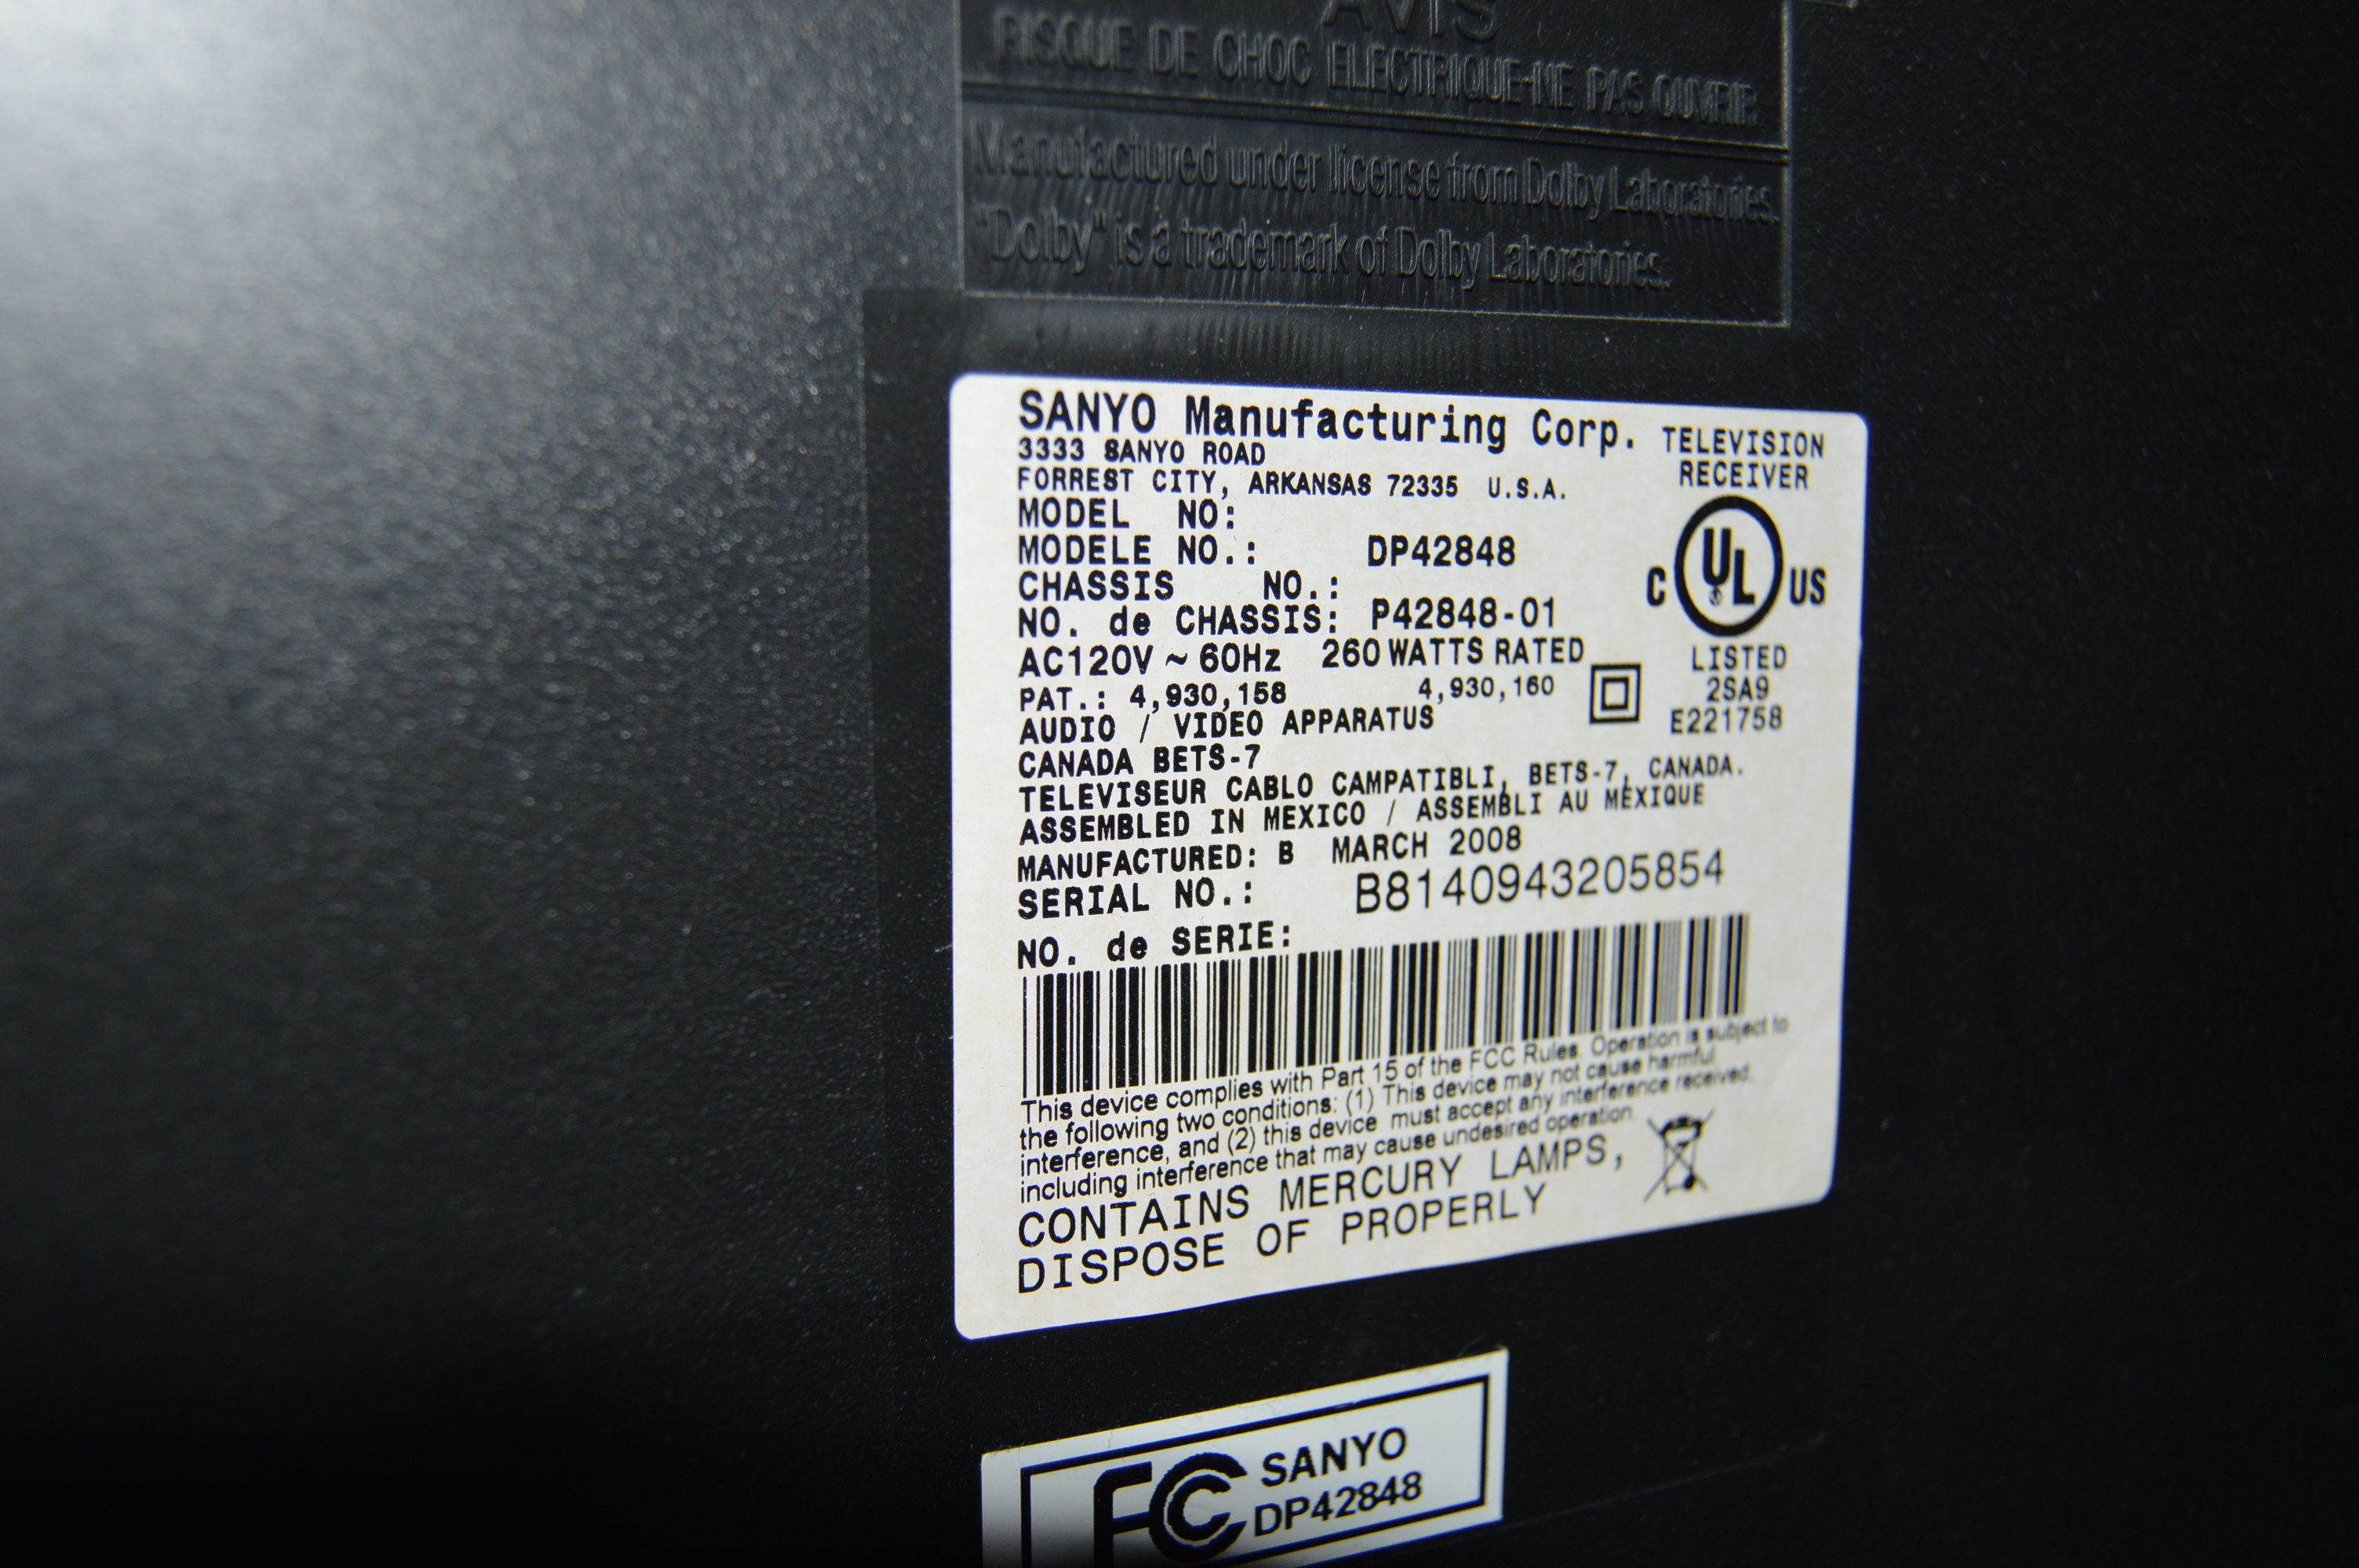 AVIS
RISQUE DE CHOC ELECTRIQUE-NE PAS OUVRIR
Manufactured under license from Dolby Laboratories.
"Dolby" is a trademark of Dolby Laboratories.
SANYO Manufacturing Corp.
3333 SANYO ROAD
FORREST CITY, ARKANSAS 72335 U.S.A.
TELEVISION
RECEIVER
MODEL NO:
MODELE NO.: DP42848
CHASSIS NO.:
NO. de CHASSIS: P42848-01
AC120V ~ 60Hz 260 WATTS RATED
C UL US
LISTED
2SA9
E221758
PAT.: 4,930,158 4,930,160
AUDIO / VIDEO APPARATUS
CANADA BETS-7
TELEVISEUR CABLO CAMPATIBLI, BETS-7, CANADA.
ASSEMBLED IN MEXICO / ASSEMBLI AU MEXIQUE
MANUFACTURED: B MARCH 2008
SERIAL NO.: B8140943205854
NO. de SERIE:
This device complies with Part 15 of the FCC Rules. Operation is subject to
the following two conditions: (1) This device may not cause harmful
interference, and (2) this device must accept any interference received,
including interference that may cause undesired operation.
CONTAINS MERCURY LAMPS,
DISPOSE OF PROPERLY
FC SANYO
DP42848